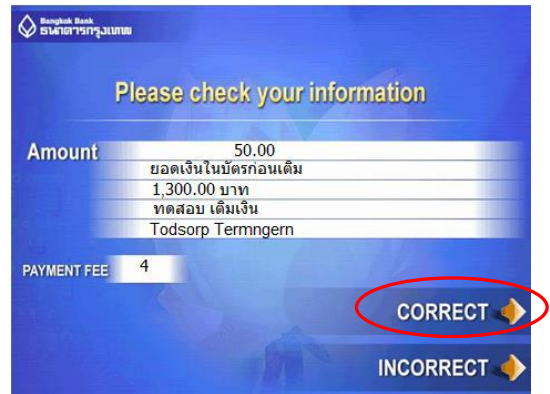 Bangkok Bank
ธนาคารกรุงเทพ
Please check your information
Amount 50.00
ยอดเงินในบัตรก่อนเติม
1,300.00 บาท
ทดสอบ เติมเงิน
Todsorp Termngern
PAYMENT FEE 4
CORRECT
INCORRECT